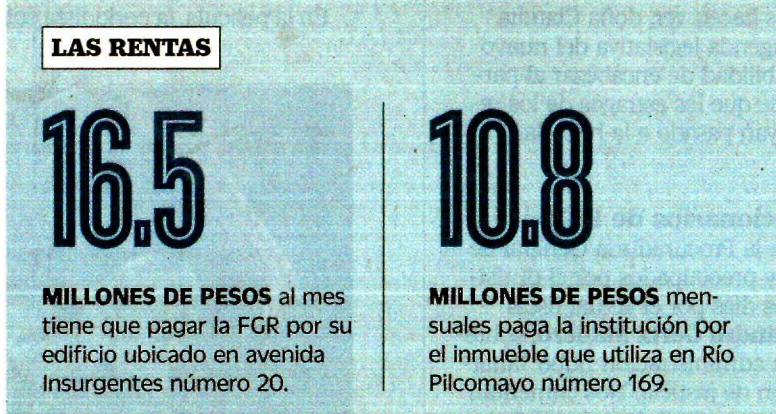 LAS RENTAS
16.5
MILLONES DE PESOS al mes
tiene que pagar la FGR por su
edificio ubicado en avenida
Insurgentes número 20.
10.8
MILLONES DE PESOS men-
suales paga la institución por
el inmueble que utiliza en Río
Pilcomayo número 169.